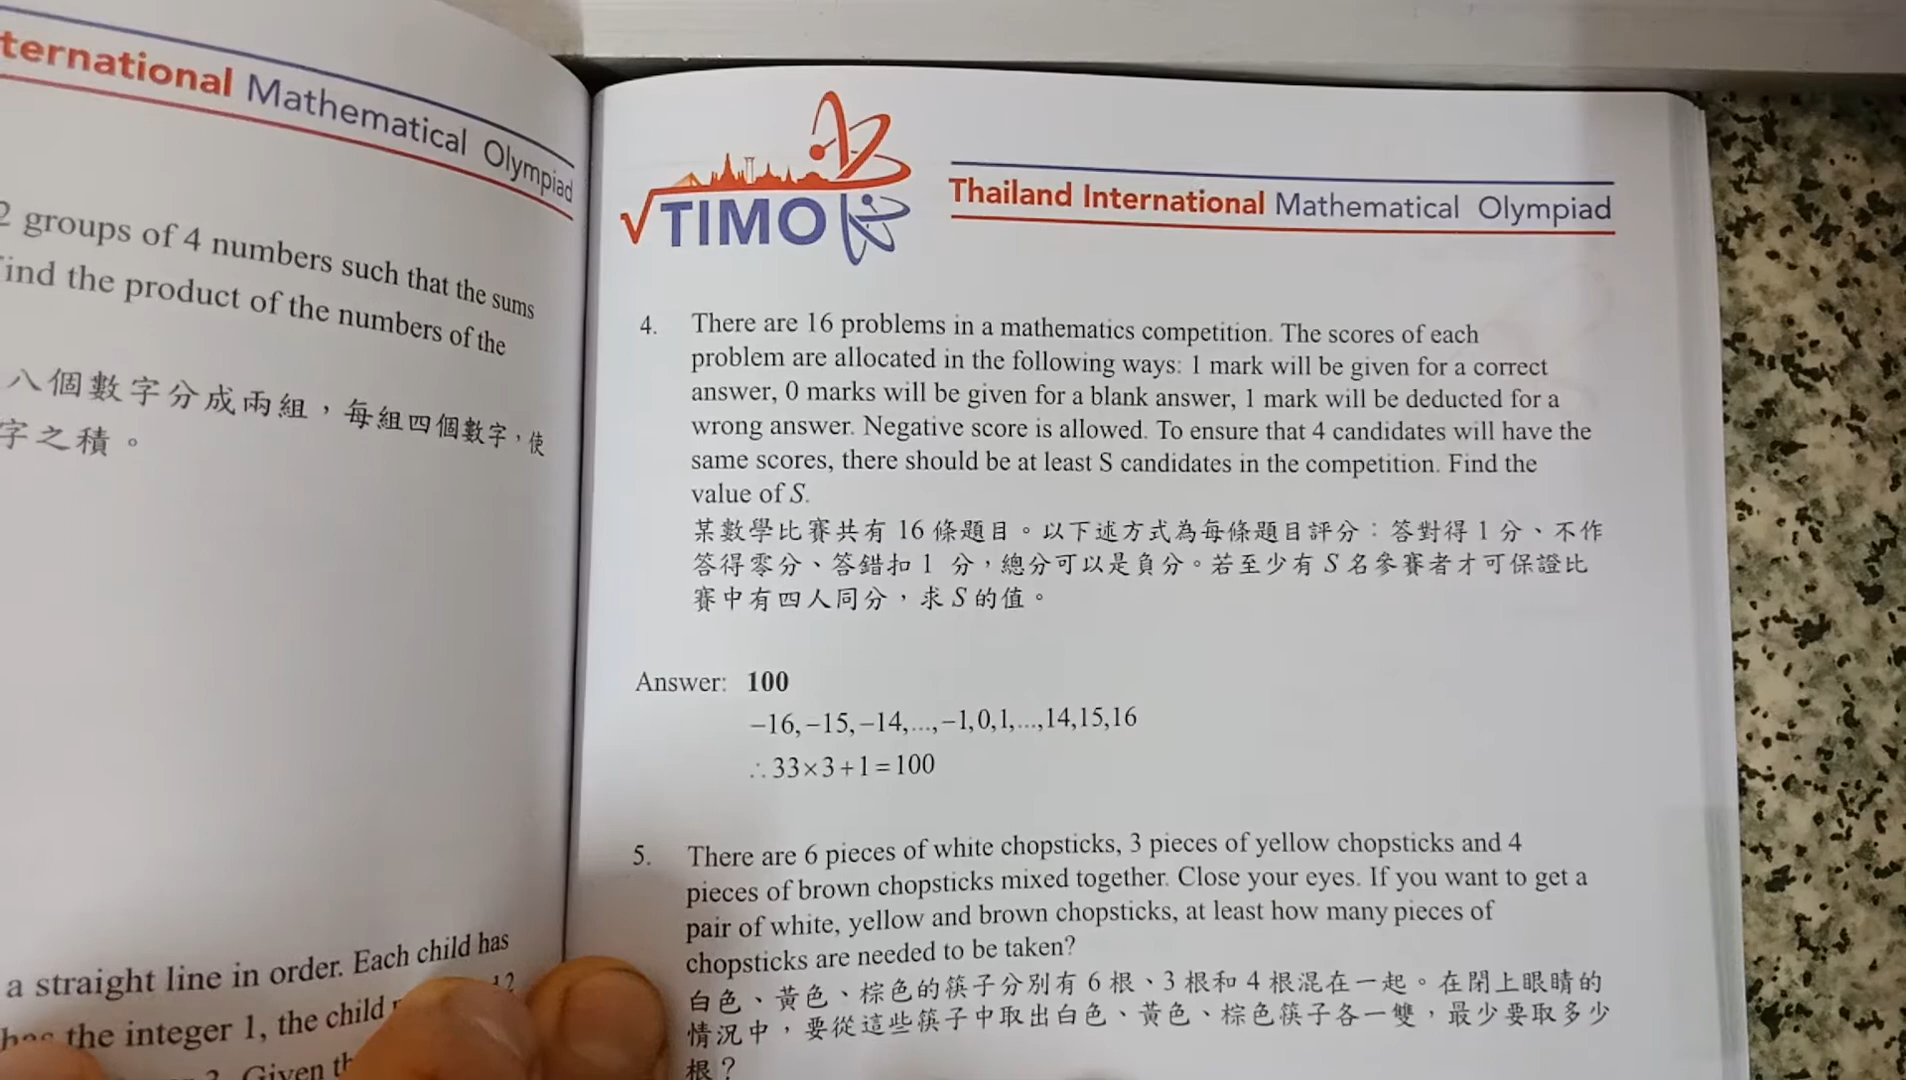 ternational Mathematical Olympiad
2 groups of 4 numbers such that the sums
ind the product of the numbers of the
八個數字分成兩組，每組四個數字，使
字之積。
a straight line in order. Each child has
the integer 1, the child
12
Given
TIMO
Thailand International Mathematical Olympiad
4. There are 16 problems in a mathematics competition. The scores of each
problem are allocated in the following ways: 1 mark will be given for a correct
answer, 0 marks will be given for a blank answer, 1 mark will be deducted for a
wrong answer. Negative score is allowed. To ensure that 4 candidates will have the
same scores, there should be at least S candidates in the competition. Find the
value of S.
某數學比賽共有 16 條題目。以下述方式為每條題目評分：答對得 1 分、不作
答得零分、答錯扣 1 分，總分可以是負分。若至少有 S 名參賽者才可保證比
賽中有四人同分，求 S 的值。
Answer: 100
−16,−15,−14,...,−1,0,1,...,14,15,16
∴33×3+1=100
5. There are 6 pieces of white chopsticks, 3 pieces of yellow chopsticks and 4
pieces of brown chopsticks mixed together. Close your eyes. If you want to get a
pair of white, yellow and brown chopsticks, at least how many pieces of
chopsticks are needed to be taken?
白色、黃色、棕色的筷子分別有 6 根、3 根和 4 根混在一起。在閉上眼睛的
情況中，要從這些筷子中取出白色、黃色、棕色筷子各一雙，最少要取多少
根？